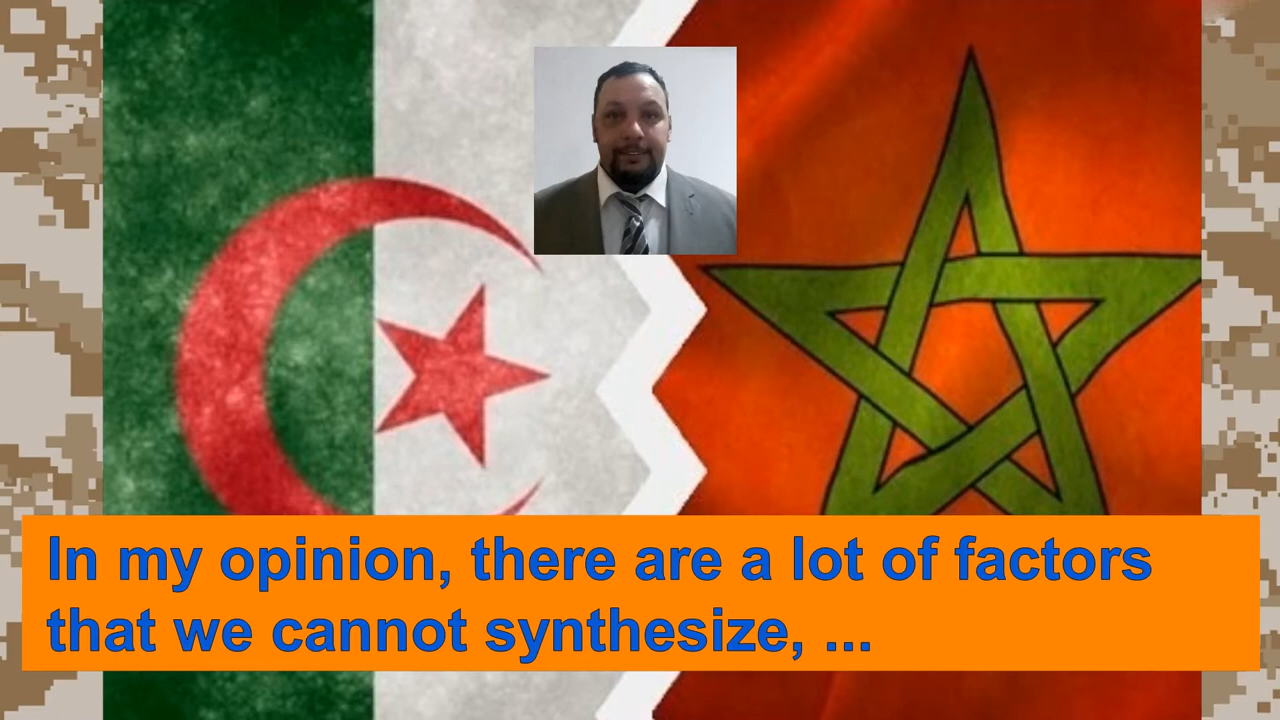 In my opinion, there are a lot of factors
that we cannot synthesize, ...